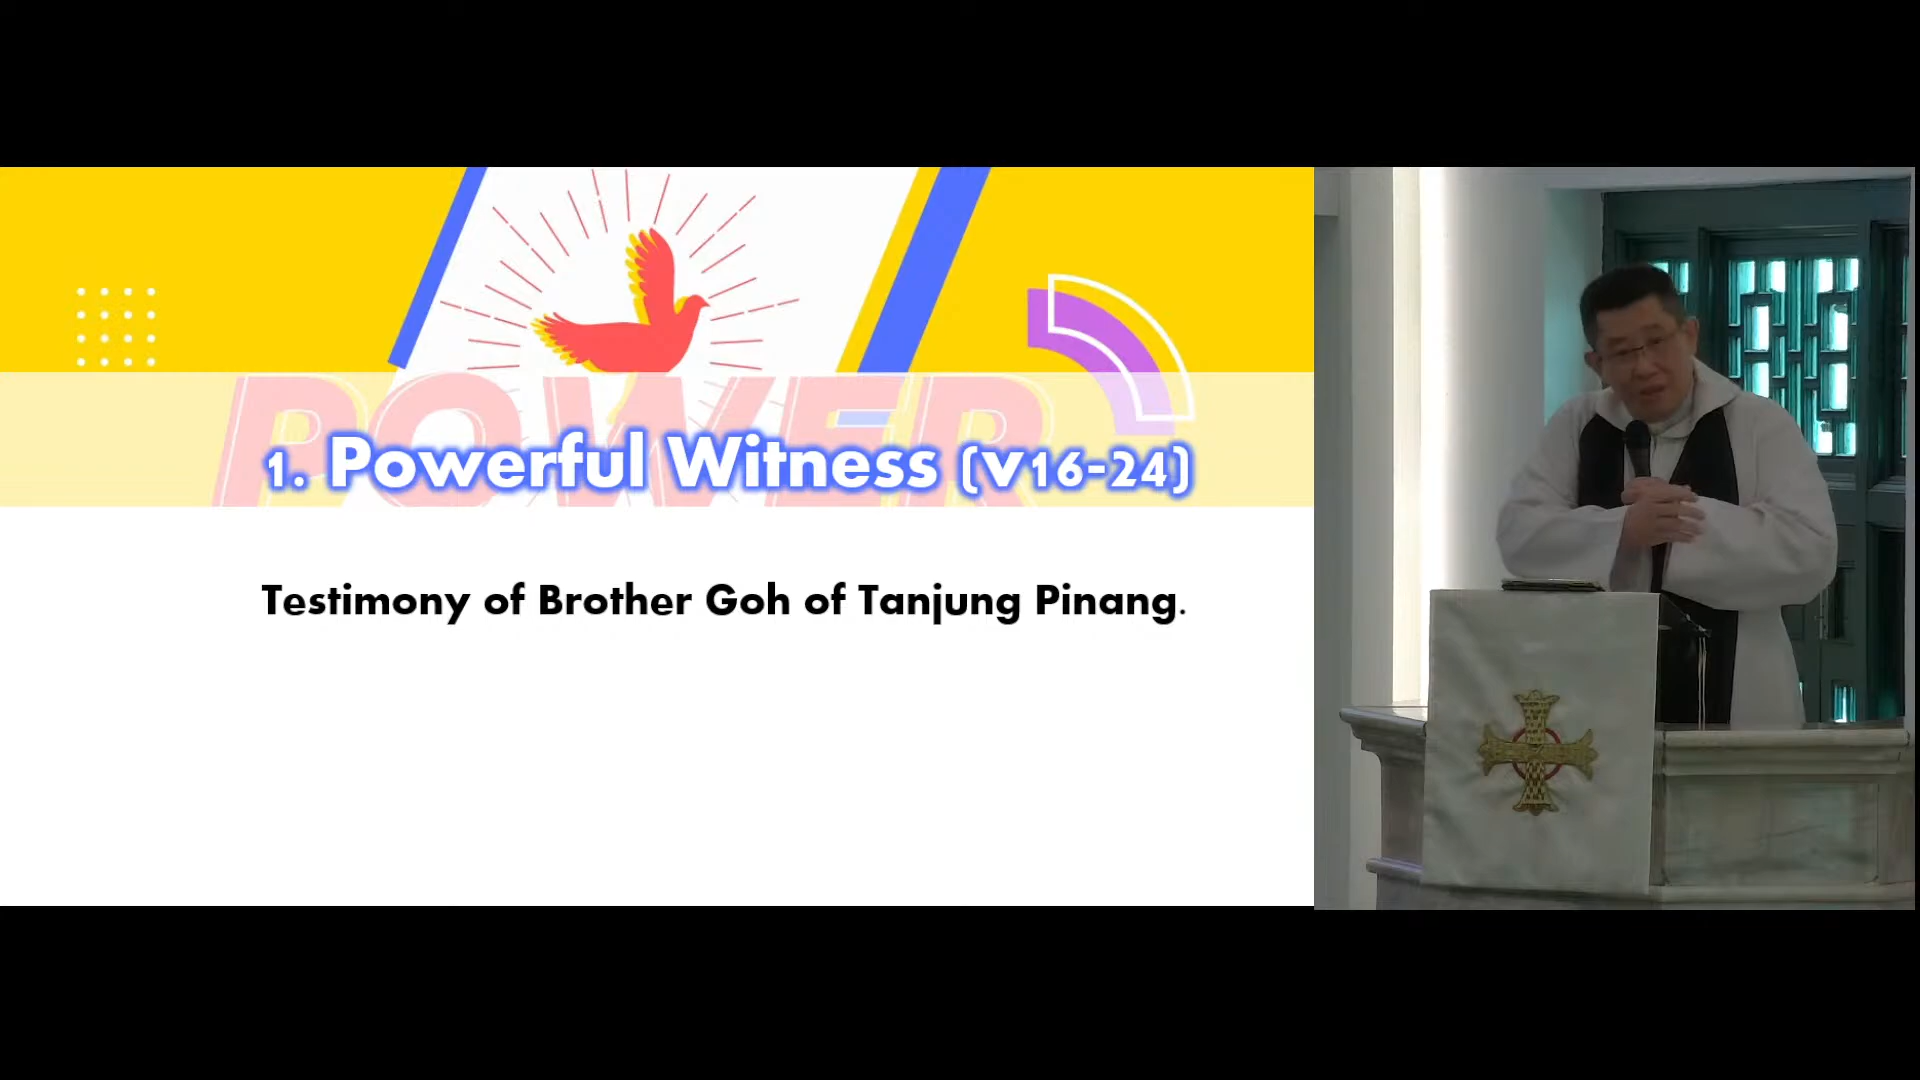 POWER
1. Powerful Witness (v16-24)
Testimony of Brother Goh of Tanjung Pinang.